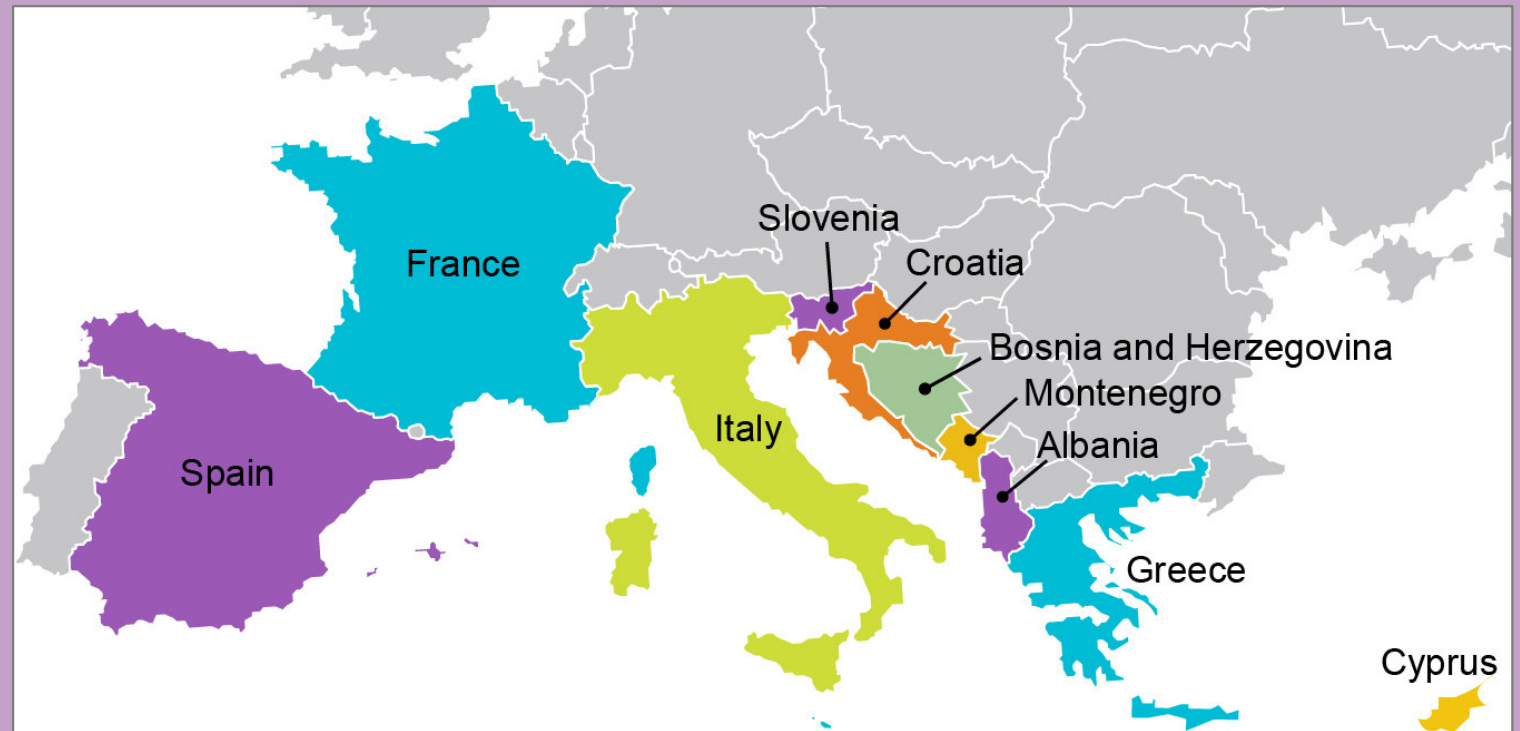 Slovenia
Croatia
France
Bosnia and Herzegovina
Montenegro
Italy
Albania
Spain
Greece
Cyprus